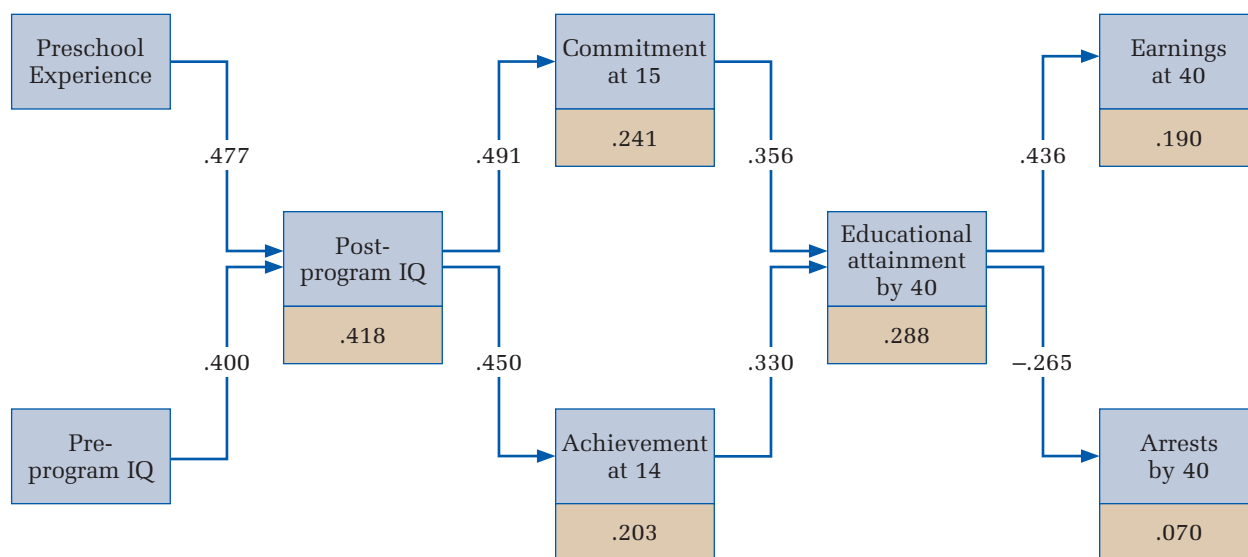 Preschool
Experience
.477
.400
Pre-
program IQ
Post-
program IQ
.418
.491
.450
Commitment
at 15
.241
Achievement
at 14
.203
.356
.330
Educational
attainment
by 40
.288
.436
–.265
Earnings
at 40
.190
Arrests
by 40
.070